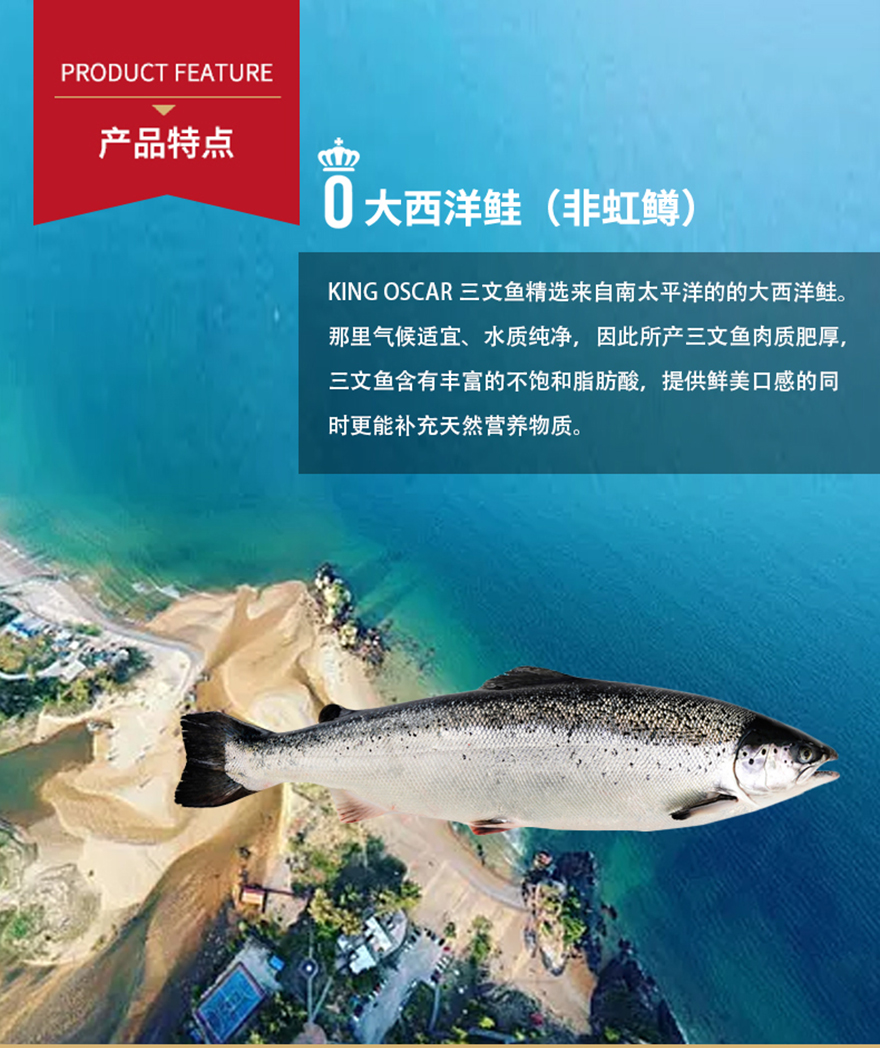 PRODUCT FEATURE
产品特点
O 大西洋鲑（非虹鳟）
KING OSCAR 三文鱼精选来自南太平洋的的大西洋鲑。
那里气候适宜、水质纯净，因此所产三文鱼肉质肥厚，
三文鱼含有丰富的不饱和脂肪酸，提供鲜美口感的同
时更能补充天然营养物质。